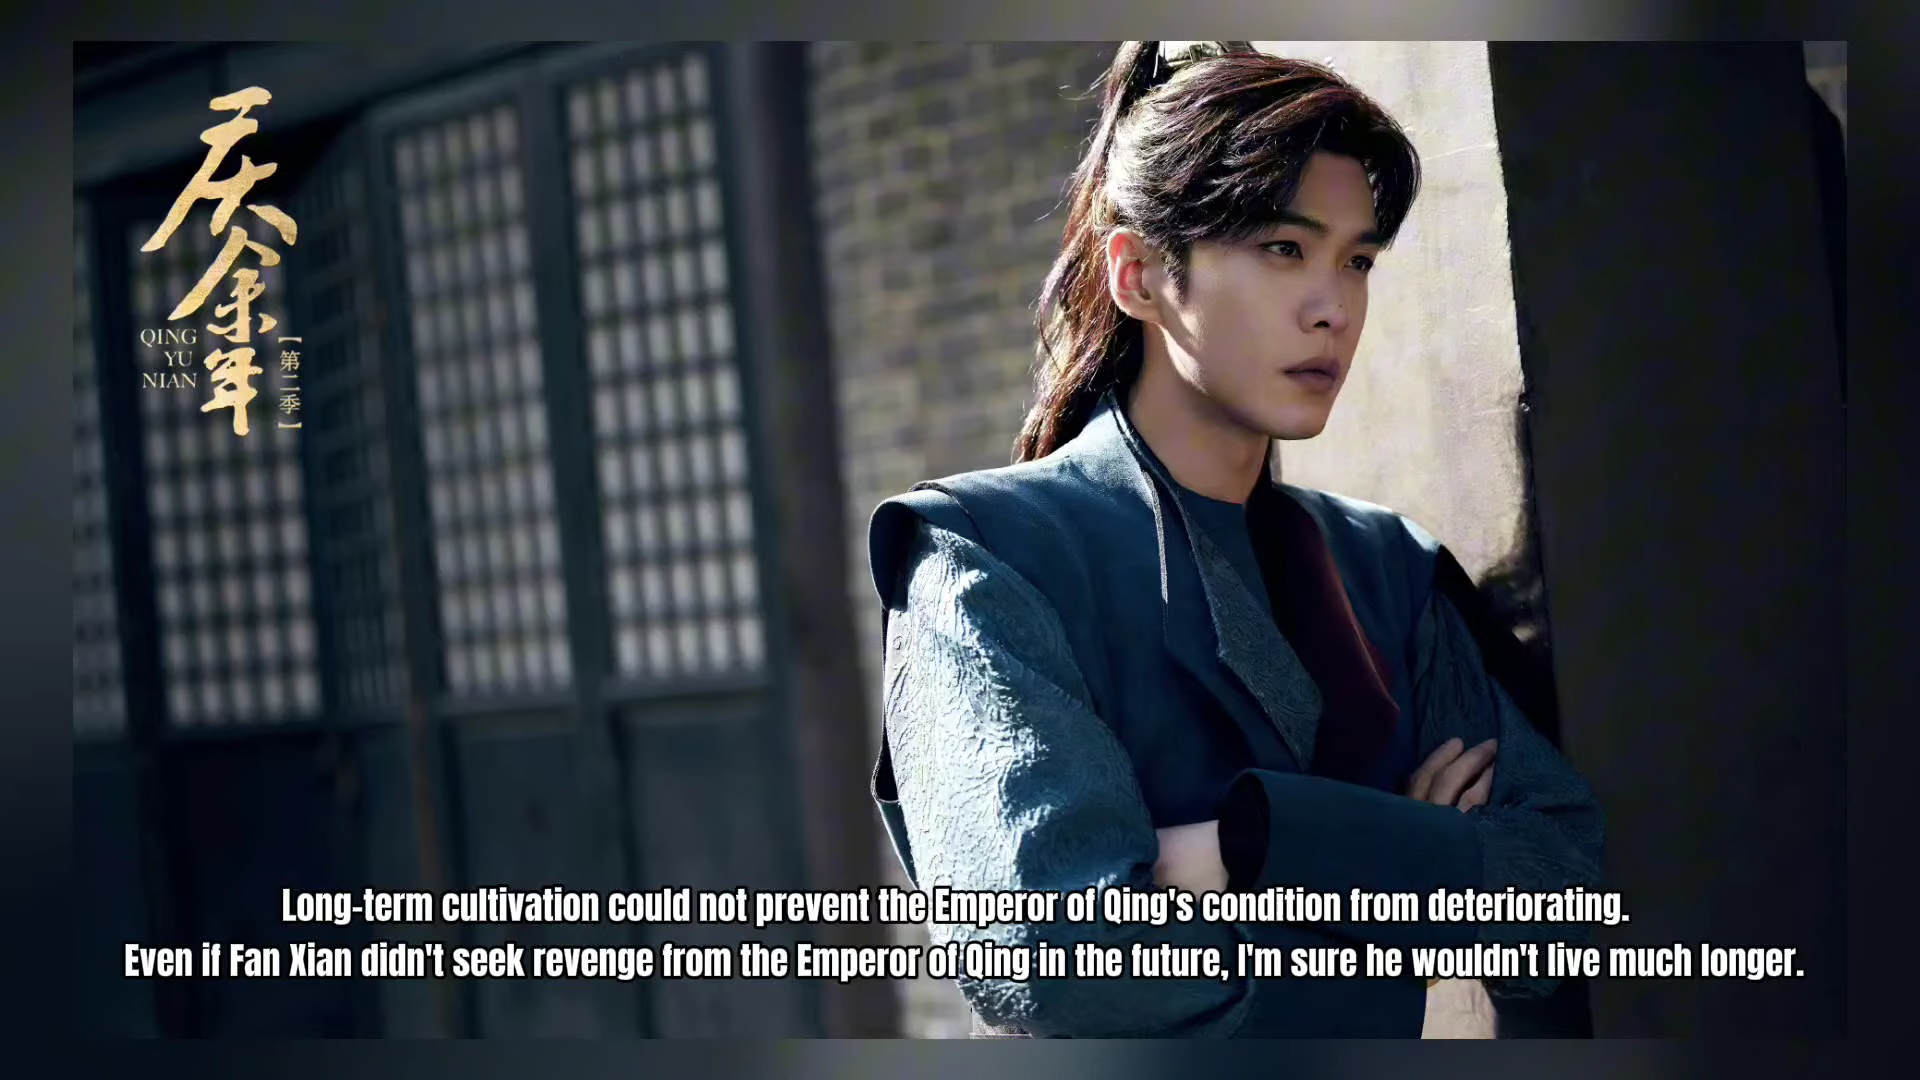 庆余年
QING
YU
NIAN
【第二季】
Long-term cultivation could not prevent the Emperor of Qing's condition from deteriorating.
Even if Fan Xian didn't seek revenge from the Emperor of Qing in the future, I'm sure he wouldn't live much longer.